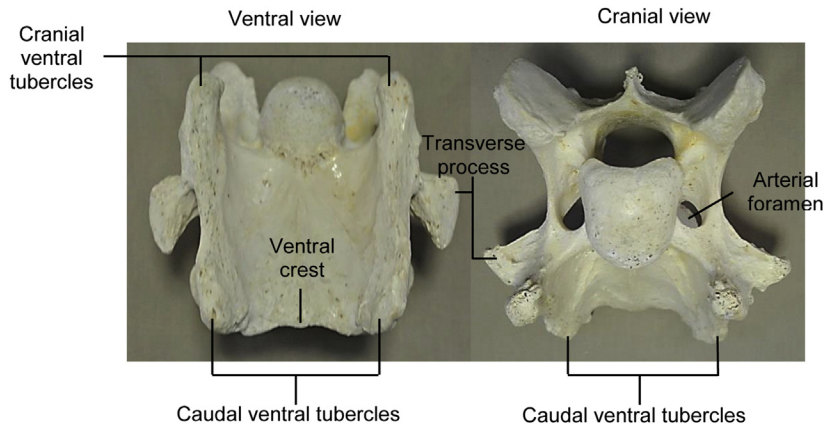 Ventral view
Cranial view
Cranial
ventral
tubercles
Transverse
process
Arterial
foramen
Ventral
crest
Caudal ventral tubercles
Caudal ventral tubercles